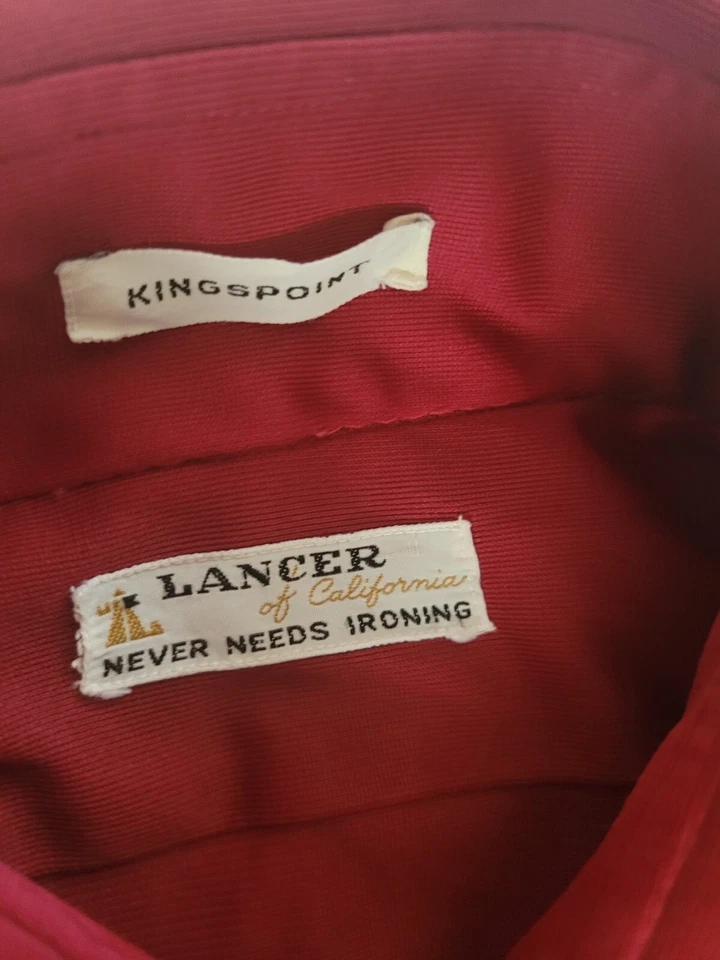 KINGSPOINT
LANCER
of California
NEVER NEEDS IRONING